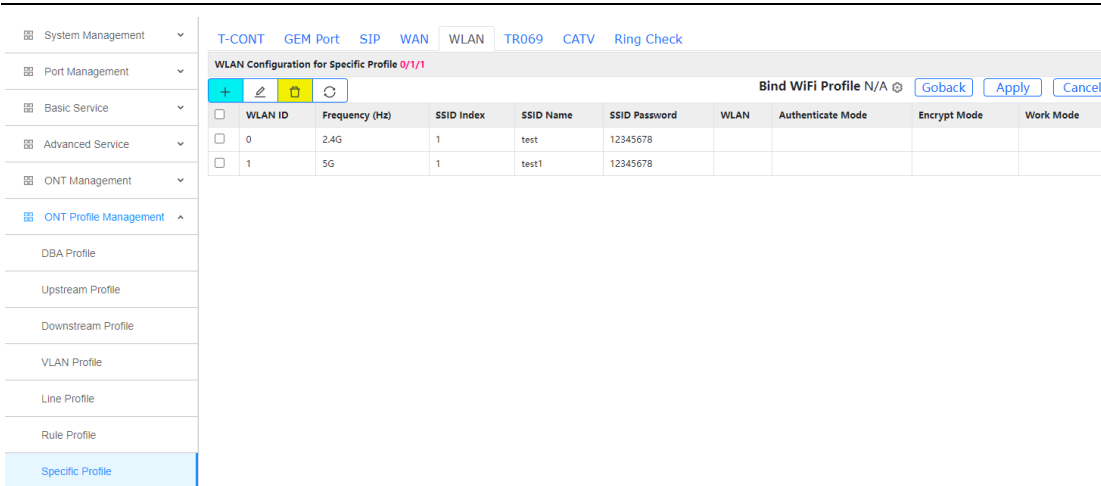 System Management
Port Management
Basic Service
Advanced Service
ONT Management
ONT Profile Management
DBA Profile
Upstream Profile
Downstream Profile
VLAN Profile
Line Profile
Rule Profile
Specific Profile
T-CONT GEM Port SIP WAN WLAN TR069 CATV Ring Check
WLAN Configuration for Specific Profile 0/1/1
Bind WiFi Profile N/A Goback Apply Cancel
WLAN ID Frequency (Hz) SSID Index SSID Name SSID Password WLAN Authenticate Mode Encrypt Mode Work Mode
0 2.4G 1 test 12345678
1 5G 1 test1 12345678